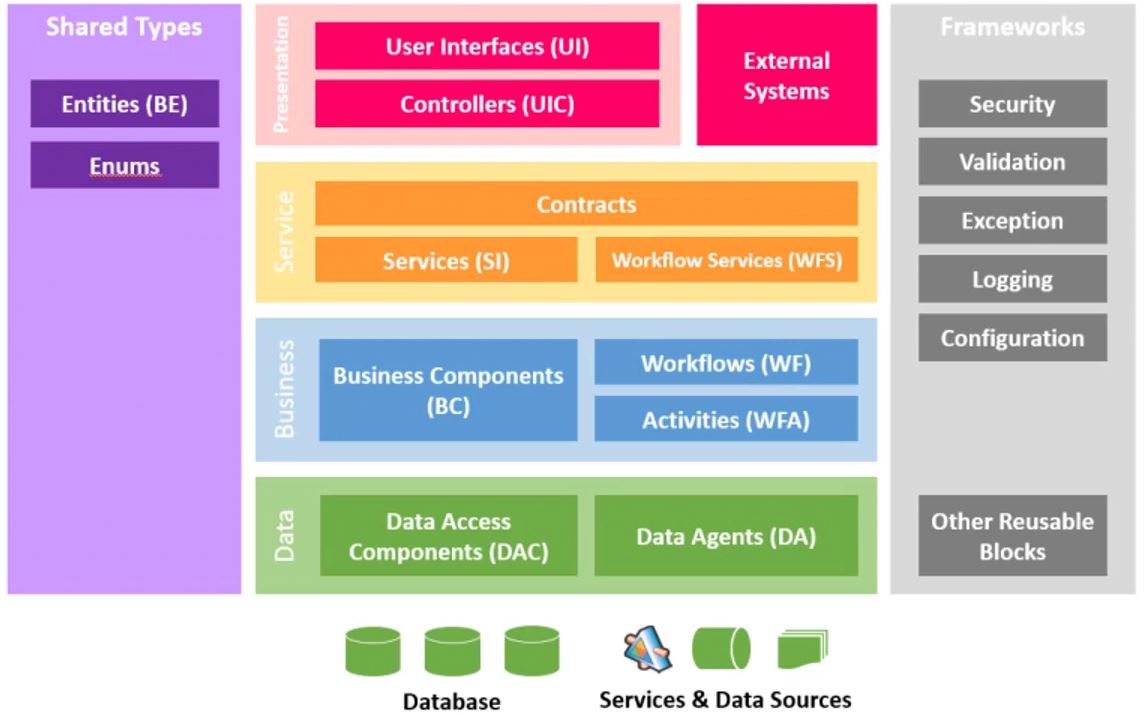 Shared Types
Entities (BE)
Enums
Presentation
User Interfaces (UI)
Controllers (UIC)
External
Systems
Service
Contracts
Services (SI)
Workflow Services (WFS)
Business
Business Components
(BC)
Workflows (WF)
Activities (WFA)
Data
Data Access
Components (DAC)
Data Agents (DA)
Frameworks
Security
Validation
Exception
Logging
Configuration
Other Reusable
Blocks
Database
Services & Data Sources